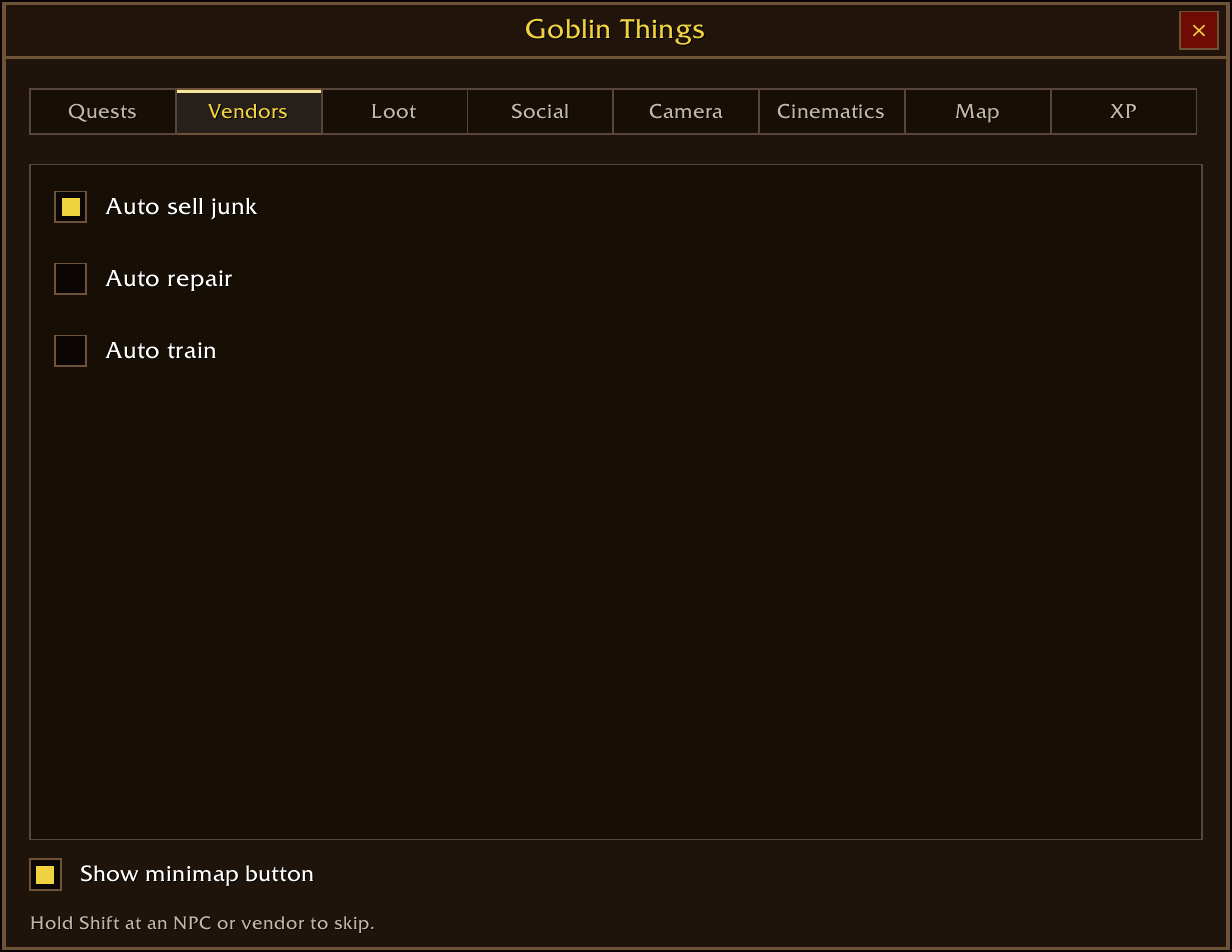 Goblin Things
×
Quests Vendors Loot Social Camera Cinematics Map XP
Auto sell junk
Auto repair
Auto train
Show minimap button
Hold Shift at an NPC or vendor to skip.